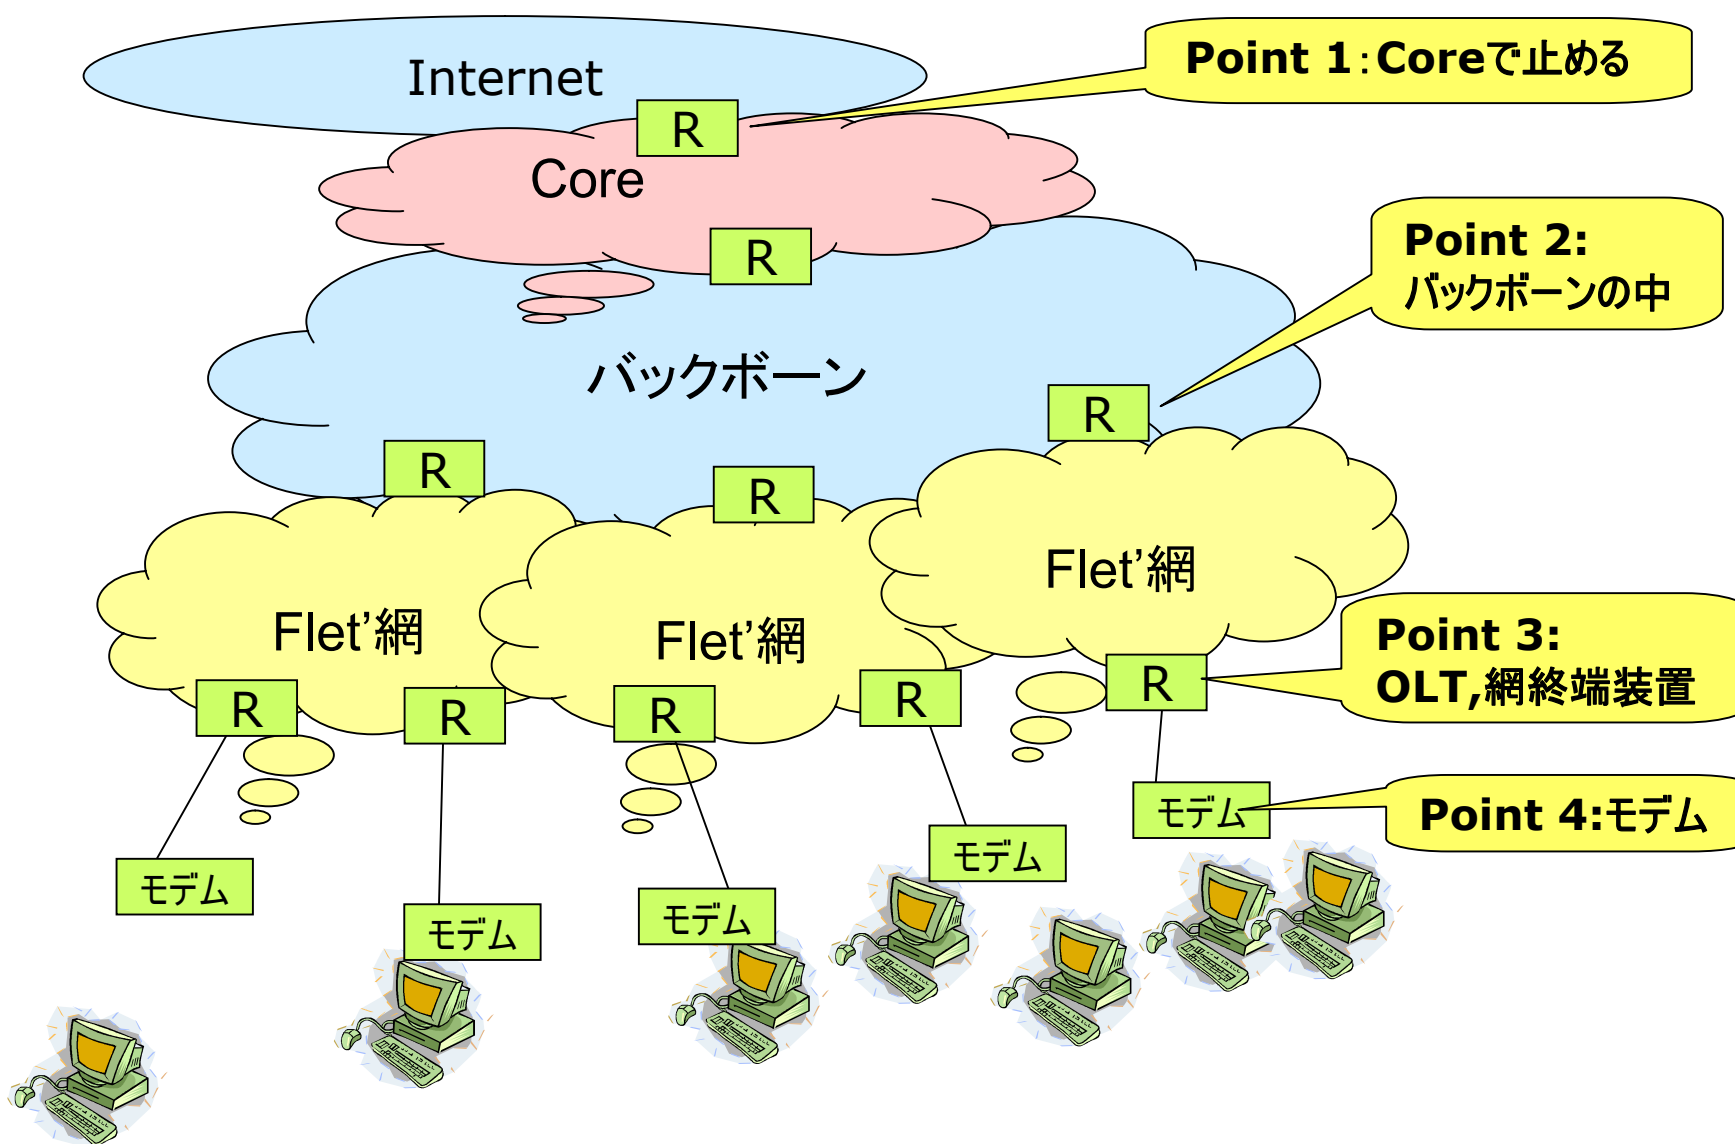 Internet
Point 1：Coreで止める
R
Core
R
Point 2:
バックボーンの中
バックボーン
R
R
R
Flet’網
Flet’網
Flet’網
Point 3:
OLT,網終端装置
R
R
R
R
R
モデム
Point 4:モデム
モデム
モデム
モデム
モデム